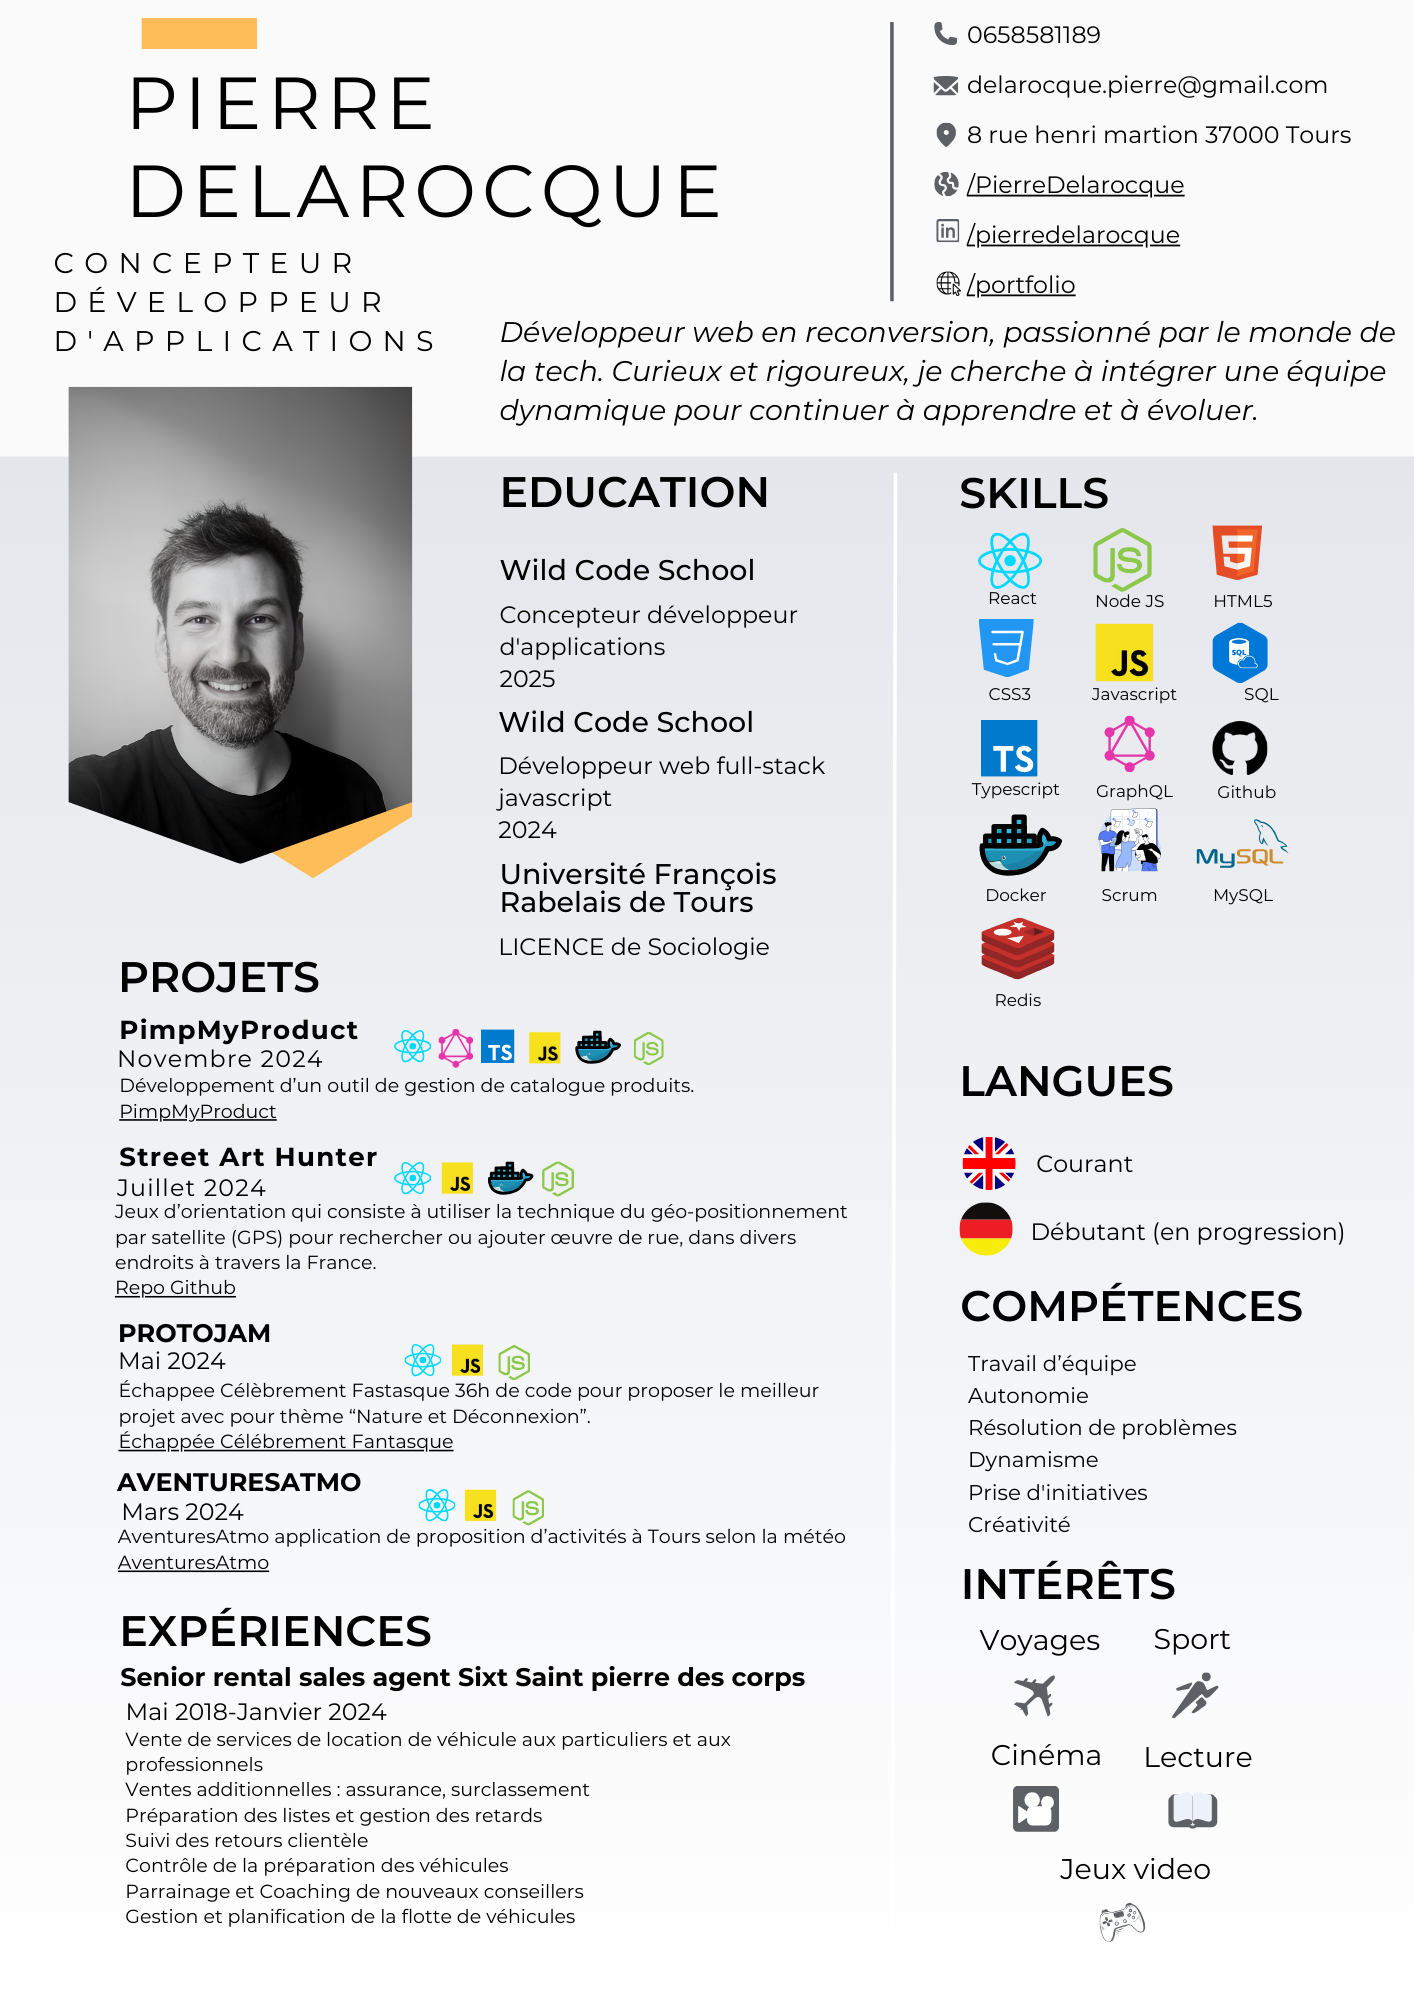 PIERRE
DELAROCQUE
CONCEPTEUR
DÉVELOPPEUR
D'APPLICATIONS
0658581189
delarocque.pierre@gmail.com
8 rue henri martion 37000 Tours
/PierreDelarocque
in
/pierredelarocque
/portfolio
Développeur web en reconversion, passionné par le monde de
la tech. Curieux et rigoureux, je cherche à intégrer une équipe
dynamique pour continuer à apprendre et à évoluer.
EDUCATION
Wild Code School
Concepteur développeur
d'applications
2025
Wild Code School
Développeur web full-stack
javascript
2024
Université François
Rabelais de Tours
LICENCE de Sociologie
PROJETS
PimpMyProduct
TS JS JS
Novembre 2024
Développement d’un outil de gestion de catalogue produits.
PimpMyProduct
Street Art Hunter
JS JS
Juillet 2024
Jeux d’orientation qui consiste à utiliser la technique du géo-positionnement
par satellite (GPS) pour rechercher ou ajouter œuvre de rue, dans divers
endroits à travers la France.
Repo Github
PROTOJAM
JS JS
Mai 2024
Échappee Célèbrement Fastasque 36h de code pour proposer le meilleur
projet avec pour thème “Nature et Déconnexion”.
Échappée Célébrement Fantasque
AVENTURESATMO
JS JS
Mars 2024
AventuresAtmo application de proposition d’activités à Tours selon la météo
AventuresAtmo
EXPÉRIENCES
Senior rental sales agent Sixt Saint pierre des corps
Mai 2018-Janvier 2024
Vente de services de location de véhicule aux particuliers et aux
professionnels
Ventes additionnelles : assurance, surclassement
Préparation des listes et gestion des retards
Suivi des retours clientèle
Contrôle de la préparation des véhicules
Parrainage et Coaching de nouveaux conseillers
Gestion et planification de la flotte de véhicules
SKILLS
JS 5
React Node JS HTML5
3 JS SQL
CSS3 Javascript SQL
TS
Typescript GraphQL Github
MySQL
Docker Scrum MySQL
Redis
LANGUES
Courant
Débutant (en progression)
COMPÉTENCES
Travail d’équipe
Autonomie
Résolution de problèmes
Dynamisme
Prise d'initiatives
Créativité
INTÉRÊTS
Voyages Sport
Cinéma Lecture
Jeux video